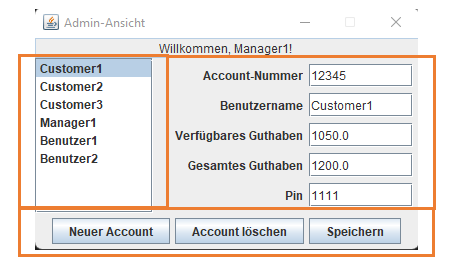 Admin-Ansicht
Willkommen, Manager1!
Customer1
Customer2
Customer3
Manager1
Benutzer1
Benutzer2
Account-Nummer 12345
Benutzername Customer1
Verfügbares Guthaben 1050.0
Gesamtes Guthaben 1200.0
Pin 1111
Neuer Account Account löschen Speichern